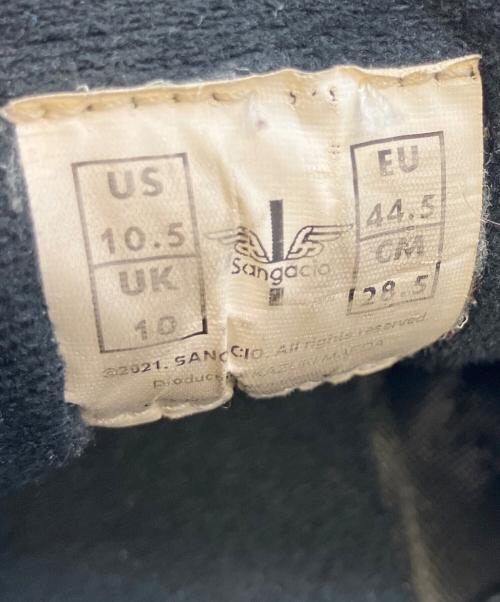 US
10.5
UK
10
Sangacio
EU
44.5
CM
28.5
©2021. SANGACIO. All rights reserved